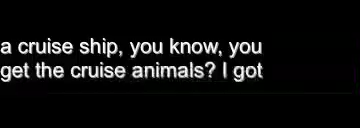 a cruise ship, you know, you
get the cruise animals? I got